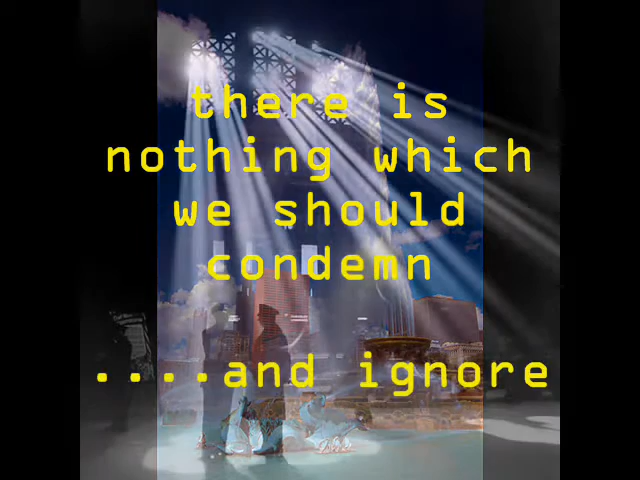 there is
nothing which
we should
condemn
....and ignore